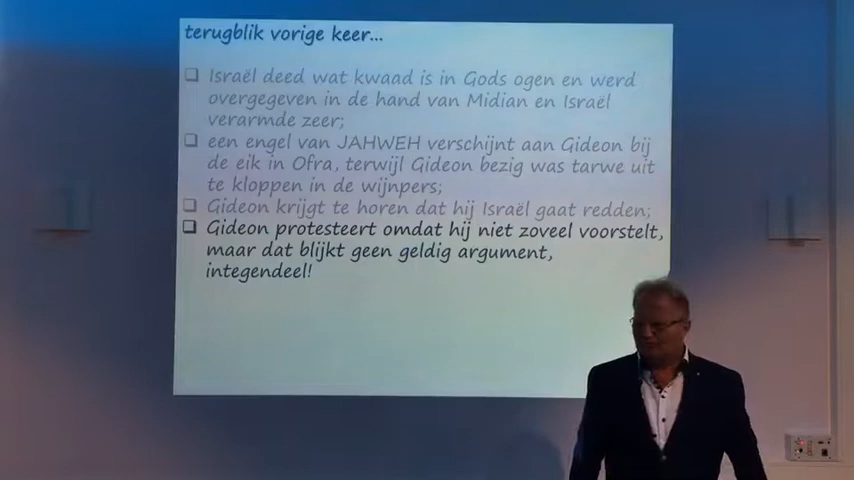 terugblik vorige keer...
❑ Israël deed wat kwaad is in Gods ogen en werd
overgegeven in de hand van Midian en Israël
verarmde zeer;
❑ een engel van JAHWEH verschijnt aan Gideon bij
de eik in Ofra, terwijl Gideon bezig was tarwe uit
te kloppen in de wijnpers;
❑ Gideon krijgt te horen dat hij Israël gaat redden;
❑ Gideon protesteert omdat hij niet zoveel voorstelt,
maar dat blijkt geen geldig argument,
integendeel!